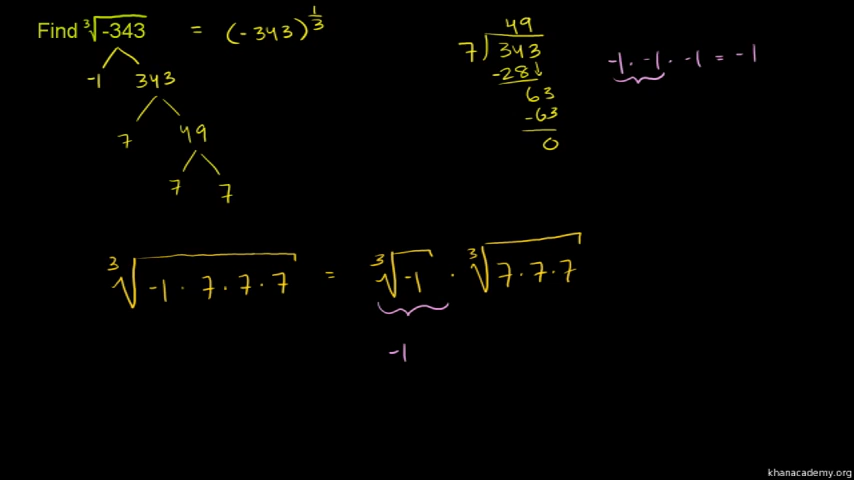 Find ∛-343 = (-343)^{1/3}
-1 343
7 49
7 7
49
7)343
-28↓
63
-63
0
-1 · -1 · -1 = -1
∛-1 · 7 · 7 · 7 = ∛-1 · ∛7 · 7 · 7
-1
khanacademy.org